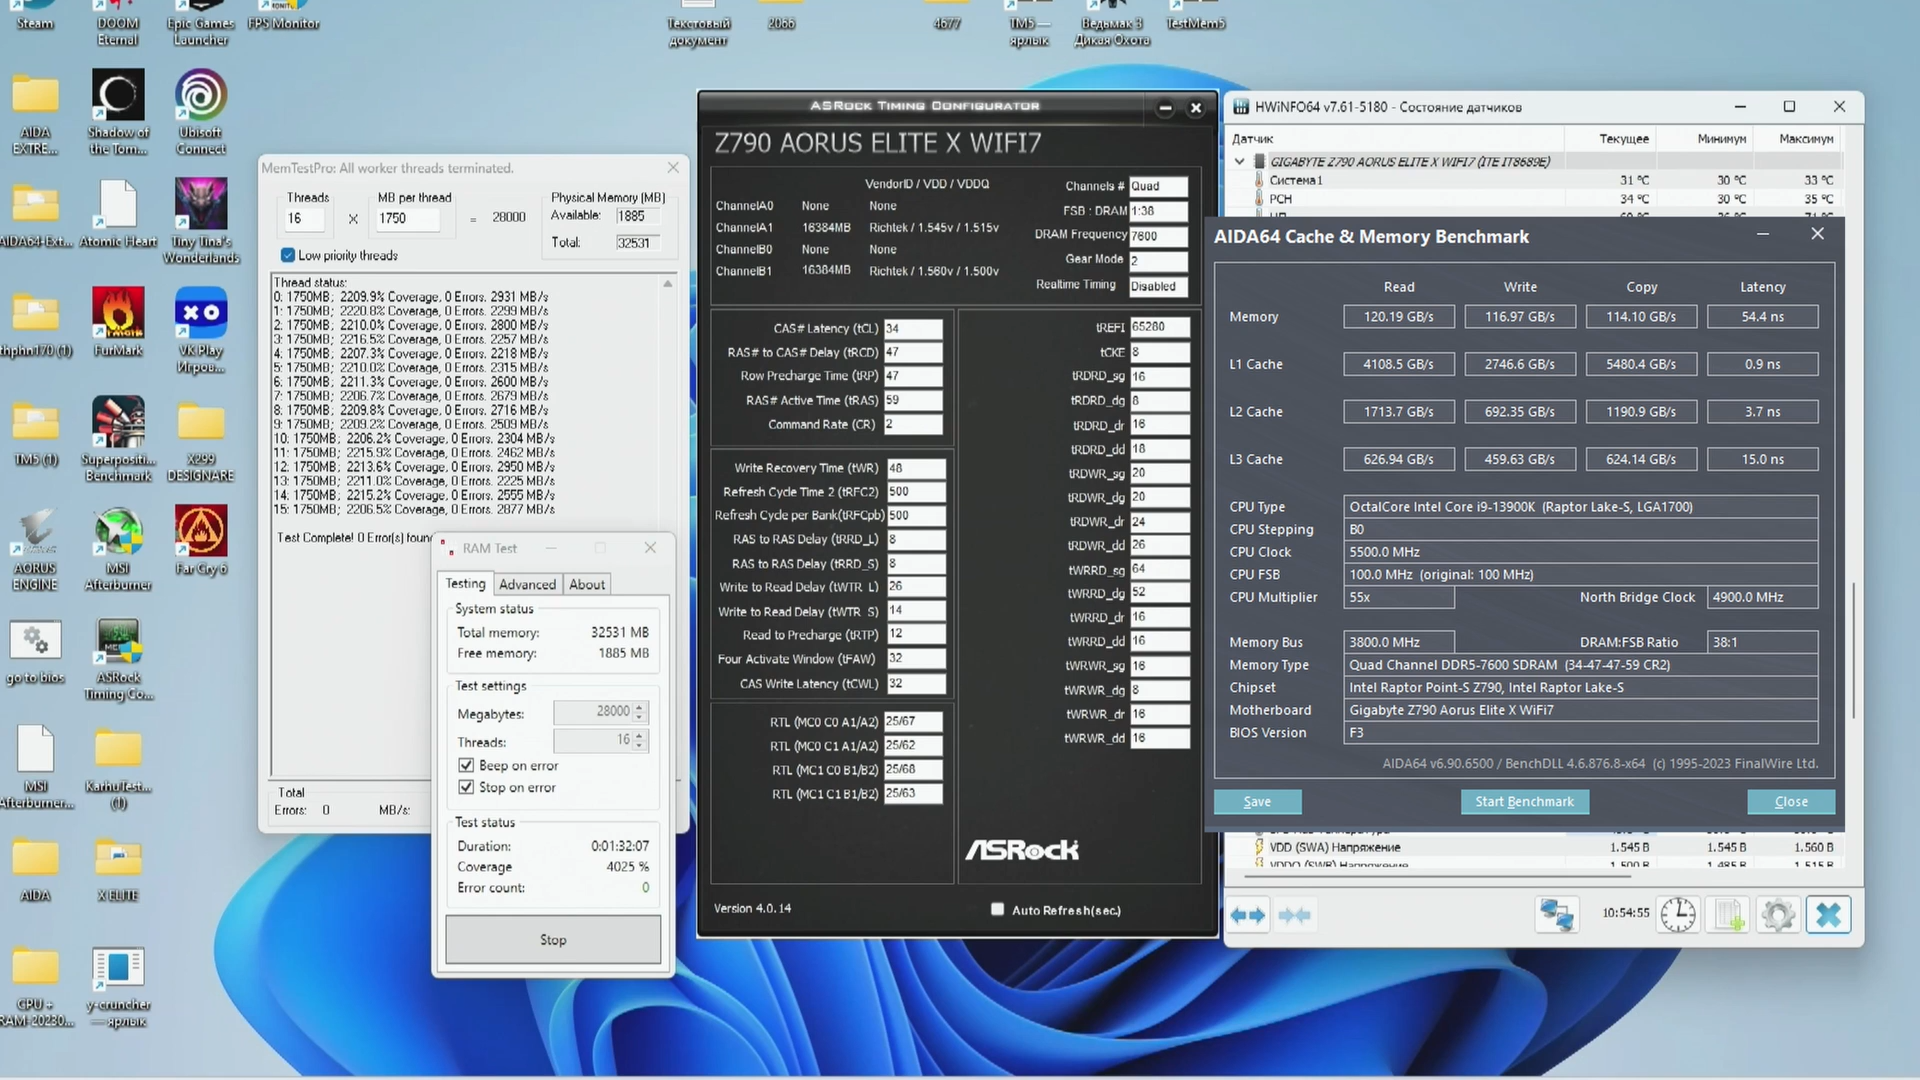 Steam
DOOM Eternal
Epic Games Launcher
FPS Monitor
Текстовый документ
2066
4677
TM5 — ярлык
Ведьмак 3 Дикая Охота
TestMem5
AIDA EXTRE...
Shadow of the Tom...
Ubisoft Connect
AIDA64-Ext...
Atomic Heart
Tiny Tina's Wonderlands
thphn170 (1)
FurMark
VK Play Игров...
TM5 (1)
Superpositi... Benchmark
X299 DESIGNARE
AORUS ENGINE
MSI Afterburner
Far Cry 6
go to bios
ASRock Timing Co...
MSI Afterburner...
KarhuTest... (1)
AIDA
X ELITE
CPU + RAM-20230...
y-cruncher — ярлык
MemTestPro: All worker threads terminated.
Threads
MB per thread
Physical Memory (MB)
16 X 1750 = 28000
Available: 1885
Total: 32531
Low priority threads
Thread status:
0: 1750MB; 2209.9% Coverage, 0 Errors. 2931 MB/s
1: 1750MB; 2220.8% Coverage, 0 Errors. 2299 MB/s
2: 1750MB; 2210.0% Coverage, 0 Errors. 2800 MB/s
3: 1750MB; 2216.5% Coverage, 0 Errors. 2257 MB/s
4: 1750MB; 2207.3% Coverage, 0 Errors. 2218 MB/s
5: 1750MB; 2210.0% Coverage, 0 Errors. 2315 MB/s
6: 1750MB; 2211.3% Coverage, 0 Errors. 2600 MB/s
7: 1750MB; 2206.7% Coverage, 0 Errors. 2679 MB/s
8: 1750MB; 2209.8% Coverage, 0 Errors. 2716 MB/s
9: 1750MB; 2209.2% Coverage, 0 Errors. 2509 MB/s
10: 1750MB; 2206.2% Coverage, 0 Errors. 2304 MB/s
11: 1750MB; 2215.9% Coverage, 0 Errors. 2462 MB/s
12: 1750MB; 2213.6% Coverage, 0 Errors. 2950 MB/s
13: 1750MB; 2211.0% Coverage, 0 Errors. 2225 MB/s
14: 1750MB; 2215.2% Coverage, 0 Errors. 2555 MB/s
15: 1750MB; 2206.5% Coverage, 0 Errors. 2877 MB/s
Test Complete! 0 Error(s) foun
Total
Errors: 0 MB/s:
RAM Test
Testing Advanced About
System status
Total memory: 32531 MB
Free memory: 1885 MB
Test settings
Megabytes: 28000
Threads: 16
Beep on error
Stop on error
Test status
Duration: 0:01:32:07
Coverage 4025 %
Error count: 0
Stop
ASRock Timing Configurator
Z790 AORUS ELITE X WIFI7
VendorID / VDD / VDDQ
ChannelA0 None None
ChannelA1 16384MB Richtek / 1.545v / 1.515v
ChannelB0 None None
ChannelB1 16384MB Richtek / 1.560v / 1.500v
Channels # Quad
FSB : DRAM 1:38
DRAM Frequency 7600
Gear Mode 2
Realtime Timing Disabled
CAS# Latency (tCL) 34
RAS# to CAS# Delay (tRCD) 47
Row Precharge Time (tRP) 47
RAS# Active Time (tRAS) 59
Command Rate (CR) 2
Write Recovery Time (tWR) 48
Refresh Cycle Time 2 (tRFC2) 500
Refresh Cycle per Bank(tRFCpb) 500
RAS to RAS Delay (tRRD_L) 8
RAS to RAS Delay (tRRD_S) 8
Write to Read Delay (tWTR_L) 26
Write to Read Delay (tWTR_S) 14
Read to Precharge (tRTP) 12
Four Activate Window (tFAW) 32
CAS Write Latency (tCWL) 32
RTL (MC0 C0 A1/A2) 25/67
RTL (MC0 C1 A1/A2) 25/62
RTL (MC1 C0 B1/B2) 25/68
RTL (MC1 C1 B1/B2) 25/63
tREFI 65280
tCKE 8
tRDRD_sg 16
tRDRD_dg 8
tRDRD_dr 16
tRDRD_dd 18
tRDWR_sg 20
tRDWR_dg 20
tRDWR_dr 24
tRDWR_dd 26
tWRRD_sg 64
tWRRD_dg 52
tWRRD_dr 16
tWRRD_dd 16
tWRWR_sg 16
tWRWR_dg 8
tWRWR_dr 16
tWRWR_dd 16
ASRock
Version 4.0.14
Auto Refresh(sec.)
HWiNFO64 v7.61-5180 - Состояние датчиков
Датчик Текущее Минимум Максимум
GIGABYTE Z790 AORUS ELITE X WIFI7 (ITE IT8689E)
Система1 31 °C 30 °C 33 °C
PCH 34 °C 30 °C 35 °C
AIDA64 Cache & Memory Benchmark
Read Write Copy Latency
Memory 120.19 GB/s 116.97 GB/s 114.10 GB/s 54.4 ns
L1 Cache 4108.5 GB/s 2746.6 GB/s 5480.4 GB/s 0.9 ns
L2 Cache 1713.7 GB/s 692.35 GB/s 1190.9 GB/s 3.7 ns
L3 Cache 626.94 GB/s 459.63 GB/s 624.14 GB/s 15.0 ns
CPU Type OctalCore Intel Core i9-13900K (Raptor Lake-S, LGA1700)
CPU Stepping B0
CPU Clock 5500.0 MHz
CPU FSB 100.0 MHz (original: 100 MHz)
CPU Multiplier 55x North Bridge Clock 4900.0 MHz
Memory Bus 3800.0 MHz DRAM:FSB Ratio 38:1
Memory Type Quad Channel DDR5-7600 SDRAM (34-47-47-59 CR2)
Chipset Intel Raptor Point-S Z790, Intel Raptor Lake-S
Motherboard Gigabyte Z790 Aorus Elite X WiFi7
BIOS Version F3
AIDA64 v6.90.6500 / BenchDLL 4.6.876.8-x64 (c) 1995-2023 FinalWire Ltd.
Save Start Benchmark Close
VDD (SWA) Напряжение 1.545 В 1.545 В 1.560 В
VDDQ (SWB) Напряжение 1.500 В 1.485 В 1.515 В
10:54:55